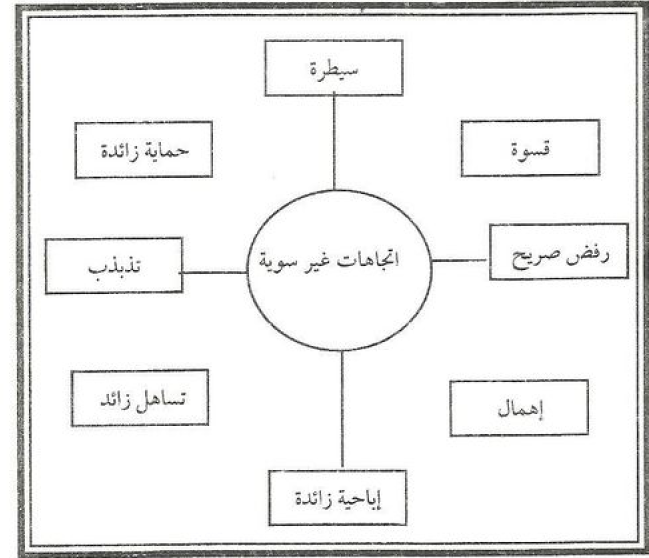 سيطرة
قسوة
حماية زائدة
رفض صريح
اتجاهات غير سوية
تذبذب
تساهل زائد
إهمال
إباحية زائدة